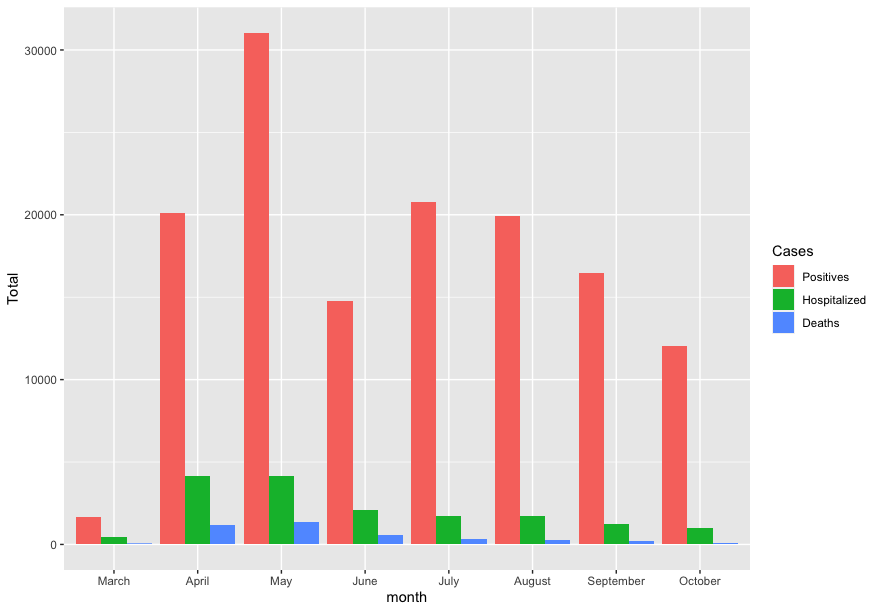 30000
20000
10000
0
Total
March April May June July August September October
month
Cases
Positives
Hospitalized
Deaths